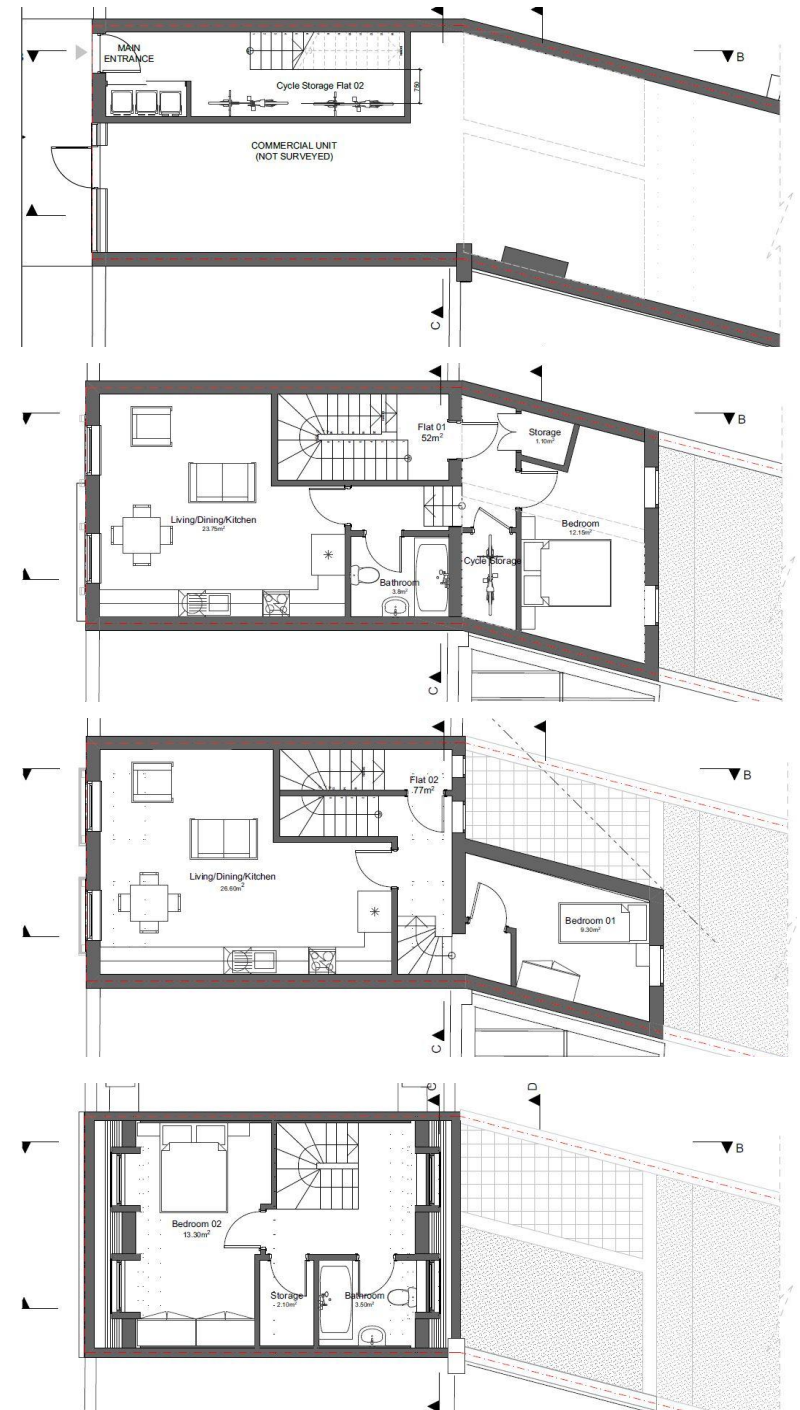 MAIN
ENTRANCE
B
Cycle Storage Flat 02
750
COMMERCIAL UNIT
(NOT SURVEYED)
C
B
Flat 01
52m²
Storage
1.10m²
Living/Dining/Kitchen
23.75m²
Bedroom
12.15m²
Cycle Storage
Bathroom
3.8m²
C
B
Flat 02
77m²
Living/Dining/Kitchen
26.60m²
Bedroom 01
9.30m²
C
C
D
B
Bedroom 02
13.30m²
Storage
2.10m²
Bathroom
3.50m²